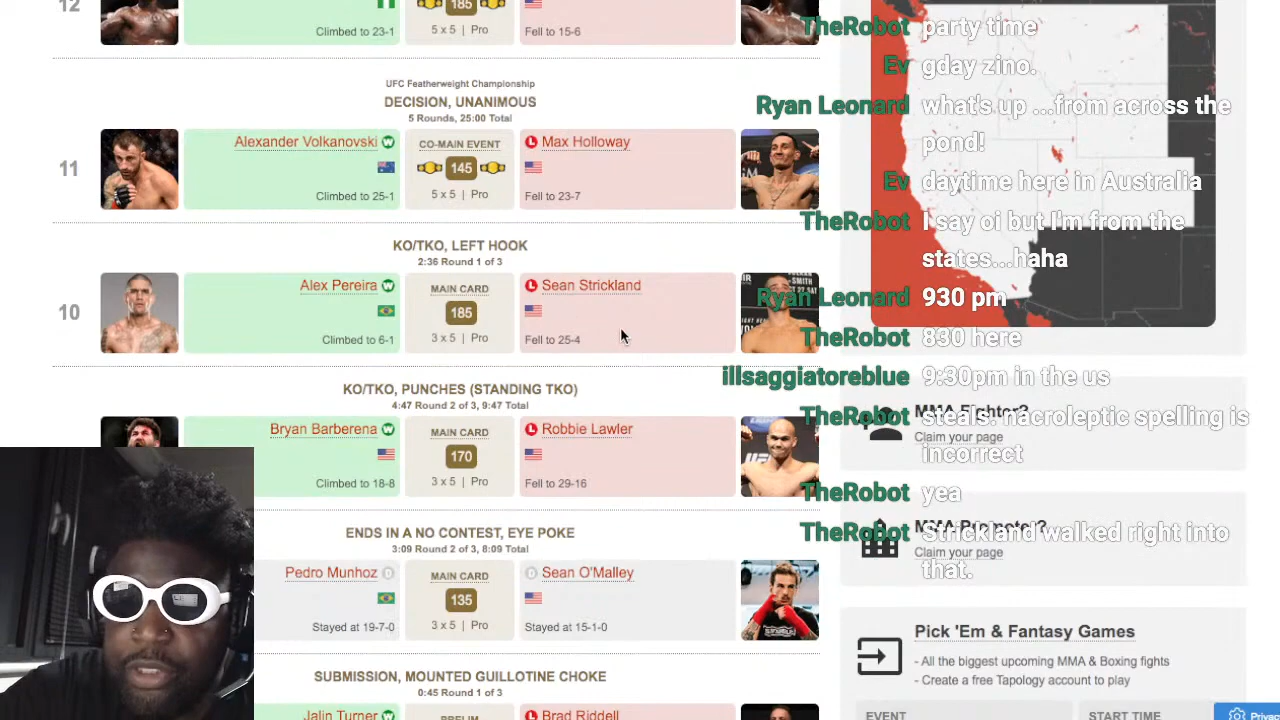 12
185
Climbed to 23-1
3 x 5 | Pro
Fell to 15-6
UFC Featherweight Championship
DECISION, UNANIMOUS
5 Rounds, 25:00 Total
11
Alexander Volkanovski W
CO-MAIN EVENT
L Max Holloway
145
Climbed to 25-1
5 x 5 | Pro
Fell to 23-7
KO/TKO, LEFT HOOK
2:36 Round 1 of 3
10
Alex Pereira W
MAIN CARD
L Sean Strickland
185
Climbed to 6-1
3 x 5 | Pro
Fell to 25-4
KO/TKO, PUNCHES (STANDING TKO)
4:47 Round 2 of 3, 9:47 Total
Bryan Barberena W
MAIN CARD
L Robbie Lawler
170
Climbed to 18-8
3 x 5 | Pro
Fell to 29-16
ENDS IN A NO CONTEST, EYE POKE
3:09 Round 2 of 3, 8:09 Total
Pedro Munhoz D
MAIN CARD
D Sean O'Malley
135
Stayed at 19-7-0
3 x 5 | Pro
Stayed at 15-1-0
SUBMISSION, MOUNTED GUILLOTINE CHOKE
0:45 Round 1 of 3
PRELIM
TheRobot party time
Ev
zino.
Ryan Leonard Whats up...from across the
Ev
time here in Australia
TheRobot I say oi but I'm from the
states...haha
Ryan Leonard 930 pm
TheRobot 830 here
illsaggiatoreblue 9:30pm in the us
TheRobot
necroleptic spelling is
incorrect
Claim your page
TheRobot yea
TheRobot Strickland walked right into
that
Claim your page
Pick'Em & Fantasy Games
- All the biggest upcoming MMA & Boxing fights
- Create a free Tapology account to play
EVENT
START TIME